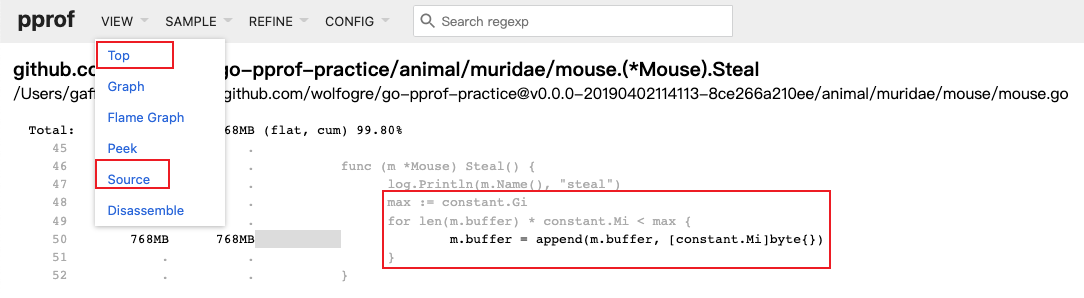 pprof VIEW SAMPLE REFINE CONFIG Search regexp
Top
Graph
Flame Graph
Peek
Source
Disassemble
github.co go-pprof-practice/animal/muridae/mouse.(*Mouse).Steal
/Users/gaf github.com/wolfogre/go-pprof-practice@v0.0.0-20190402114113-8ce266a210ee/animal/muridae/mouse/mouse.go
Total: 68MB (flat, cum) 99.80%
45 .
46 . func (m *Mouse) Steal() {
47 . log.Println(m.Name(), "steal")
48 . max := constant.Gi
49 . for len(m.buffer) * constant.Mi < max {
50 768MB 768MB m.buffer = append(m.buffer, [constant.Mi]byte{})
51 . . }
52 . . }